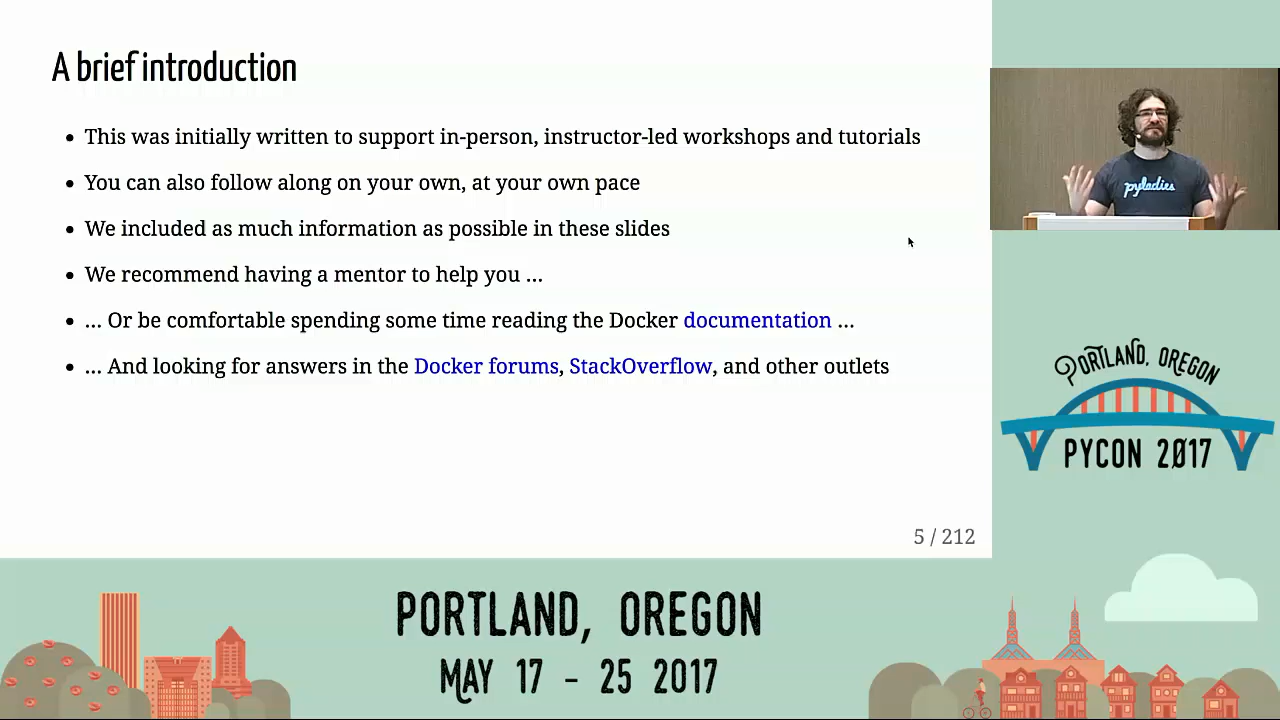 A brief introduction
• This was initially written to support in-person, instructor-led workshops and tutorials
• You can also follow along on your own, at your own pace
• We included as much information as possible in these slides
• We recommend having a mentor to help you ...
• ... Or be comfortable spending some time reading the Docker documentation ...
• ... And looking for answers in the Docker forums, StackOverflow, and other outlets
5 / 212
pyladies
PORTLAND, OREGON
PYCON 2017
PORTLAND, OREGON
MAY 17 - 25 2017